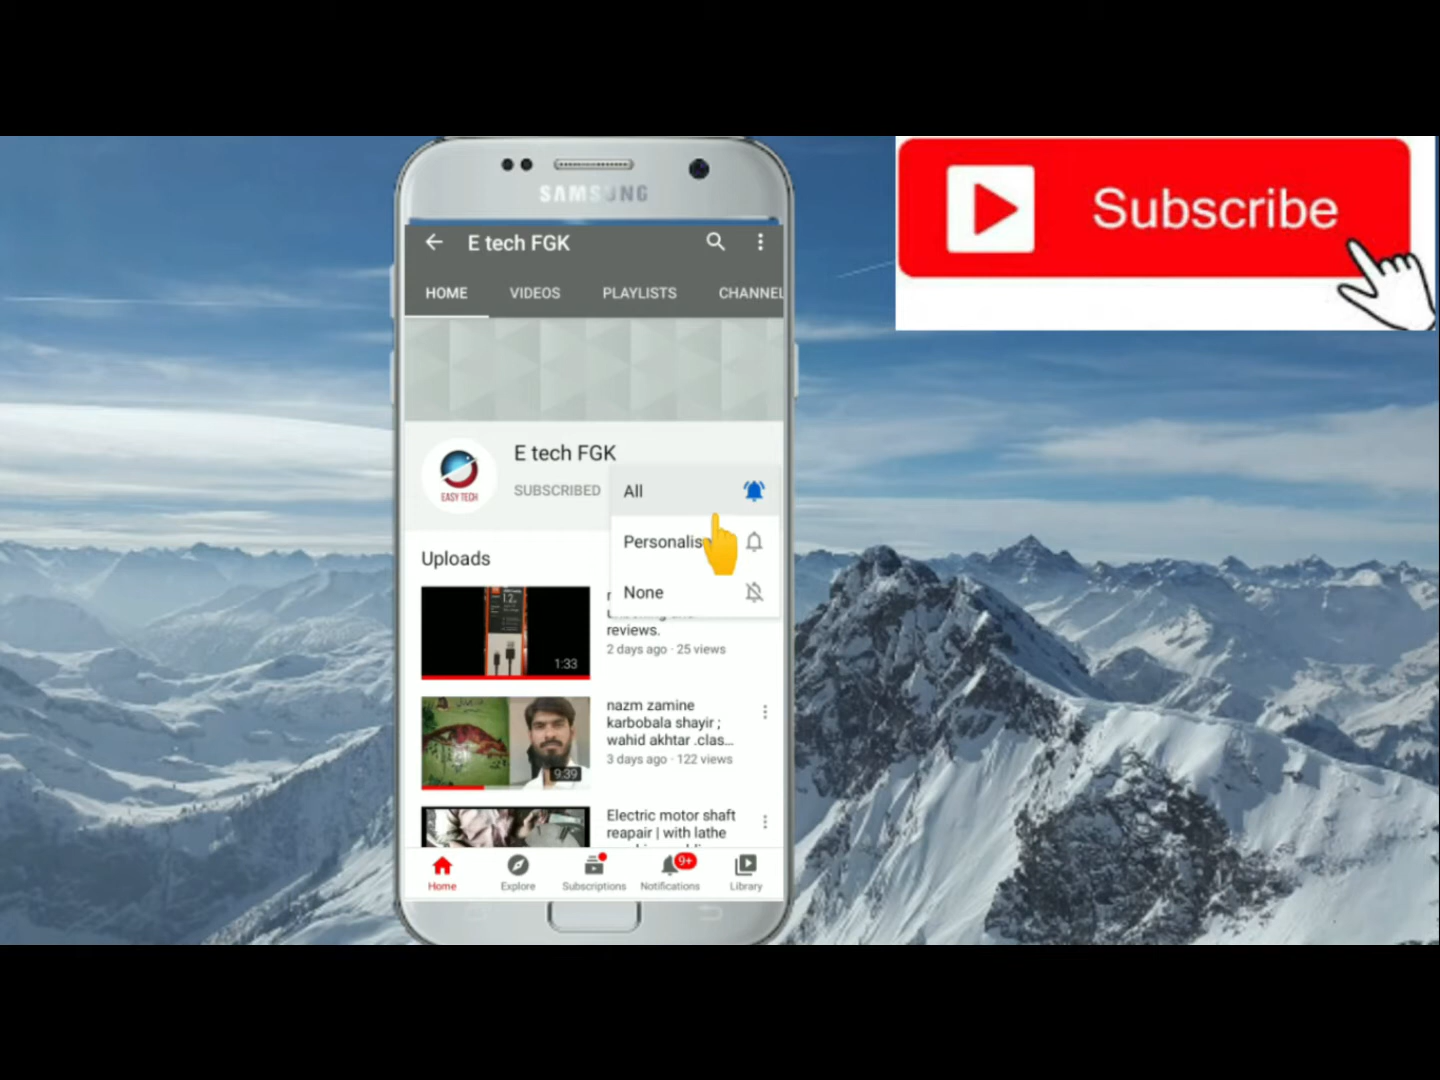 Subscribe
SAMSUNG
E tech FGK
HOME VIDEOS PLAYLISTS CHANNEL
E tech FGK
EASY TECH
SUBSCRIBED
All
Personalis
None
Uploads
reviews.
2 days ago · 25 views
1:33
nazm zamine
karbobala shayir ;
wahid akhtar .clas...
3 days ago · 122 views
9:39
Electric motor shaft
reapair | with lathe
9+
Home Explore Subscriptions Notifications Library